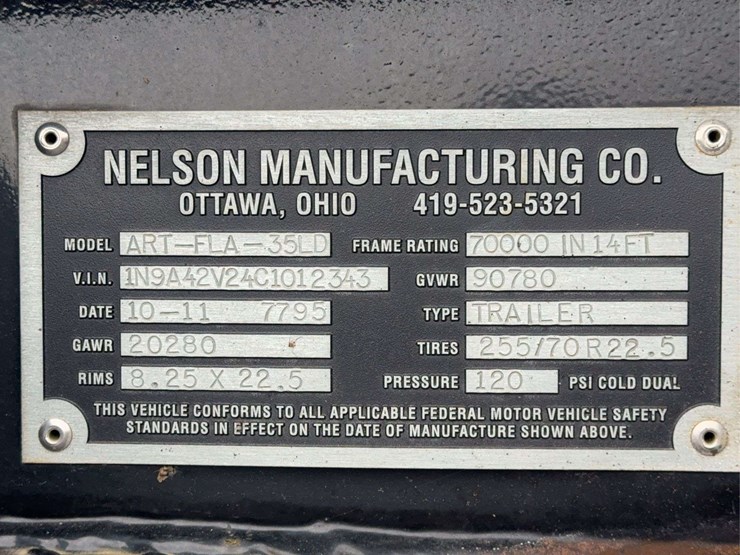 NELSON MANUFACTURING CO.
OTTAWA, OHIO 419-523-5321
MODEL ART-FLA-35LD FRAME RATING 70000 IN 14FT
V.I.N. 1N9A42V24C1012343 GVWR 90780
DATE 10-11 7795 TYPE TRAILER
GAWR 20280 TIRES 255/70R22.5
RIMS 8.25 X 22.5 PRESSURE 120 PSI COLD DUAL
THIS VEHICLE CONFORMS TO ALL APPLICABLE FEDERAL MOTOR VEHICLE SAFETY
STANDARDS IN EFFECT ON THE DATE OF MANUFACTURE SHOWN ABOVE.